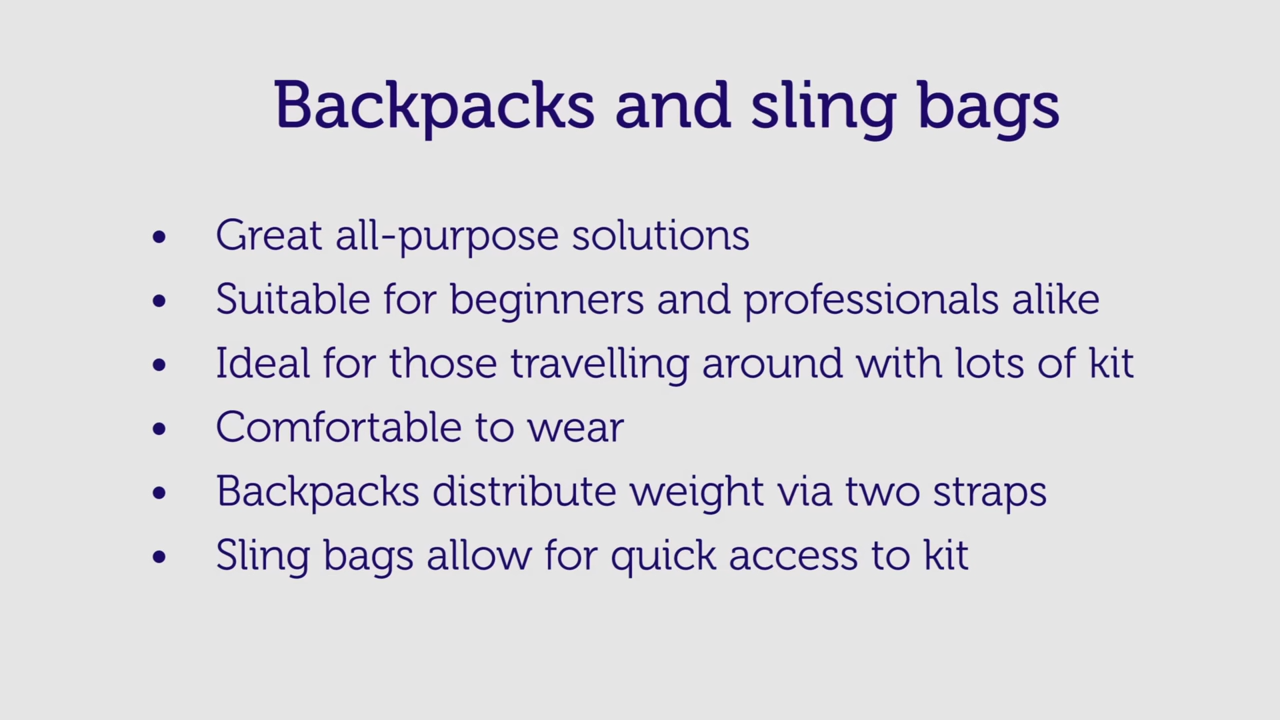 Backpacks and sling bags
• Great all-purpose solutions
• Suitable for beginners and professionals alike
• Ideal for those travelling around with lots of kit
• Comfortable to wear
• Backpacks distribute weight via two straps
• Sling bags allow for quick access to kit